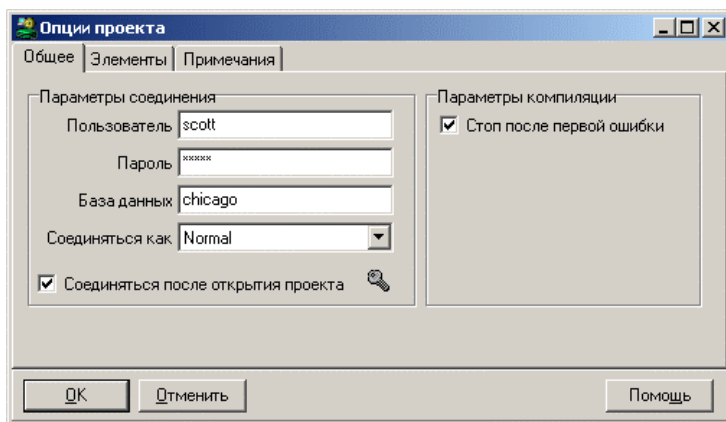 Опции проекта
Общее Элементы Примечания
Параметры соединения
Пользователь scott
Пароль xxxxx
База данных chicago
Соединяться как Normal
Соединяться после открытия проекта
Параметры компиляции
Стоп после первой ошибки
OK Отменить Помощь